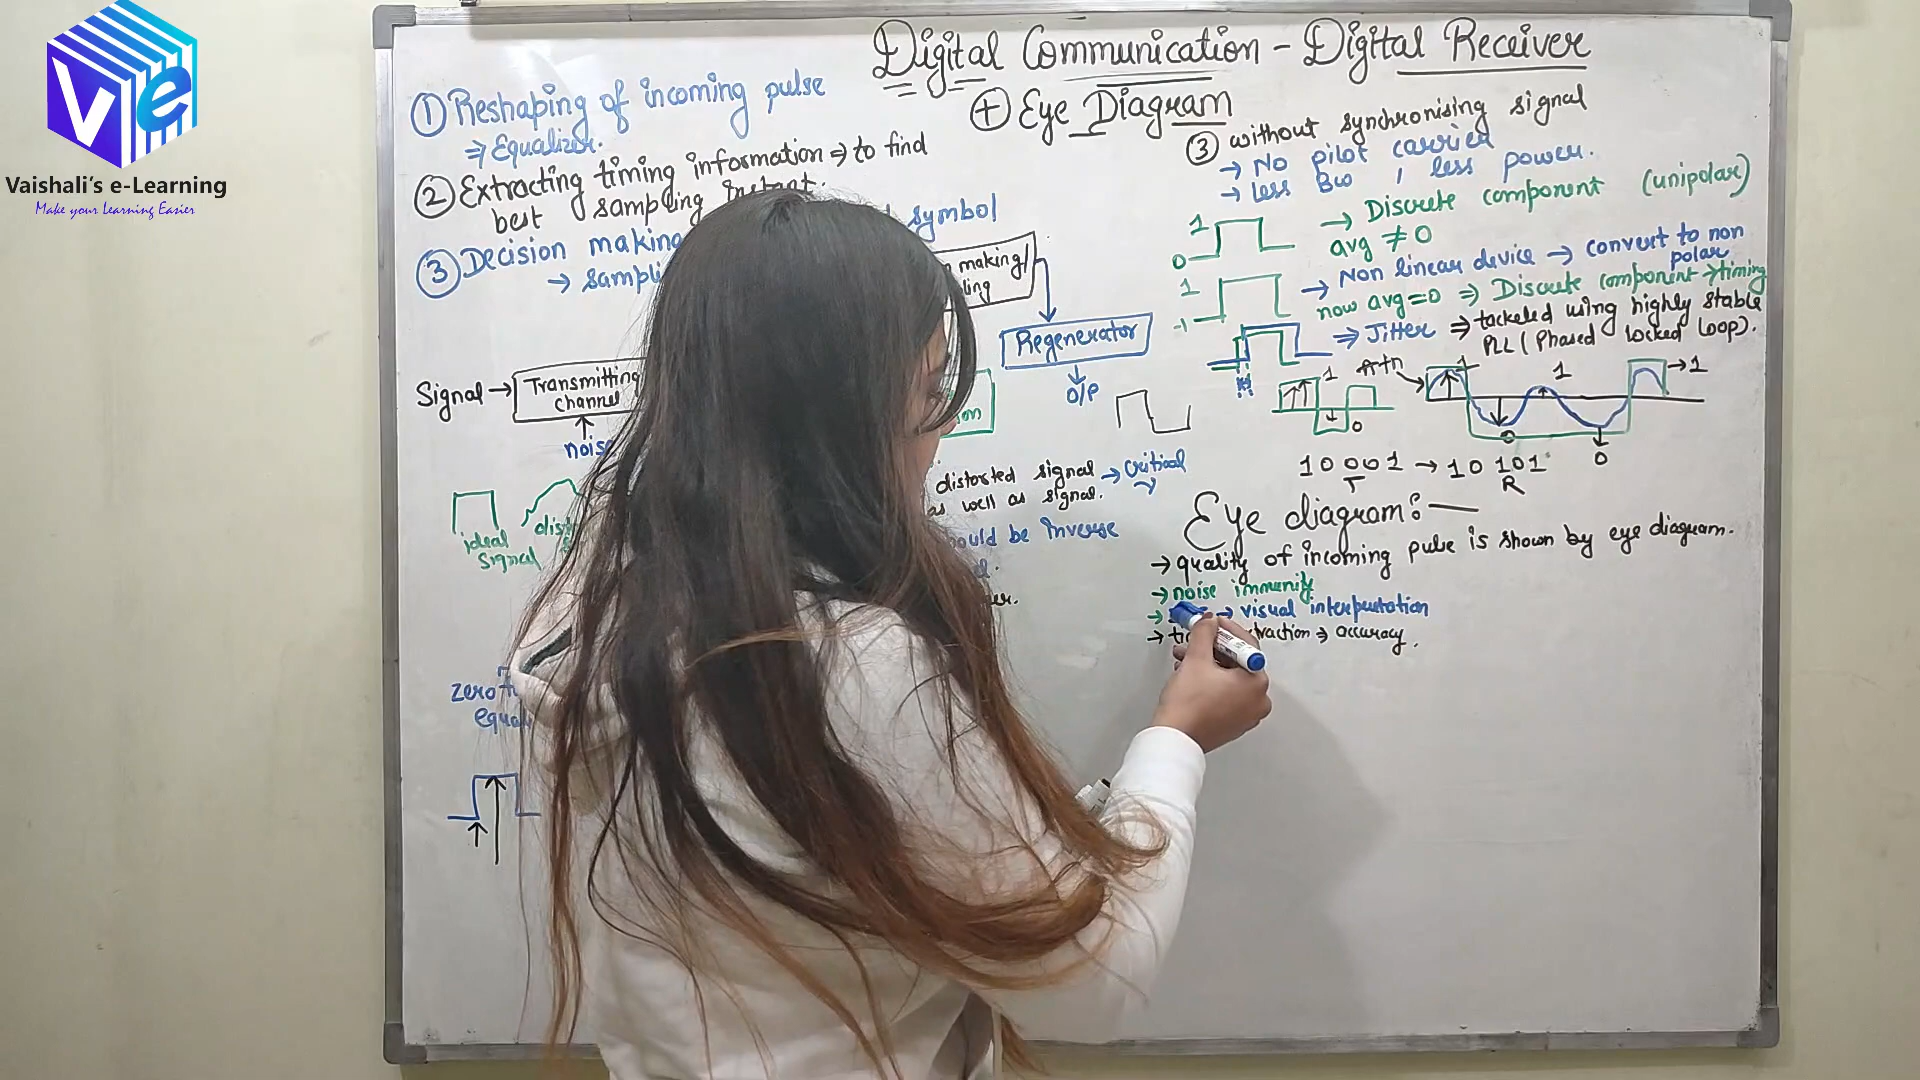 Vaishali's e-Learning
Make your Learning Easier
Digital Communication - Digital Receiver
+ Eye Diagram
① Reshaping of incoming pulse
⇒ Equalizer.
② Extracting timing information ⇒ to find
best sampling instant.
③ Decision making symbol
→ sampli
making/
ling
Regenerator
O/P
Signal → Transmitting
channel
noise
on
ideal
signal
distorted signal → critical
as well as signal.
should be inverse
zero
equal
③ without synchronising signal
→ No pilot carrier
→ less BW , less power.
1
0
→ Discrete component (unipolar)
avg ≠ 0
→ Non linear device → convert to non
polar
1
-1
now avg=0 ⇒ Discrete component → timing
⇒ Jitter ⇒ tackeled using highly stable
PLL (Phased locked loop).
1
0
1
1
→1
0
0
1 0 0 0 1 → 1 0 1 0 1
T R
Eye diagram:—
→ quality of incoming pulse is shown by eye diagram.
→ noise immunity
→ → visual interpretation
→ ⇒ accuracy.